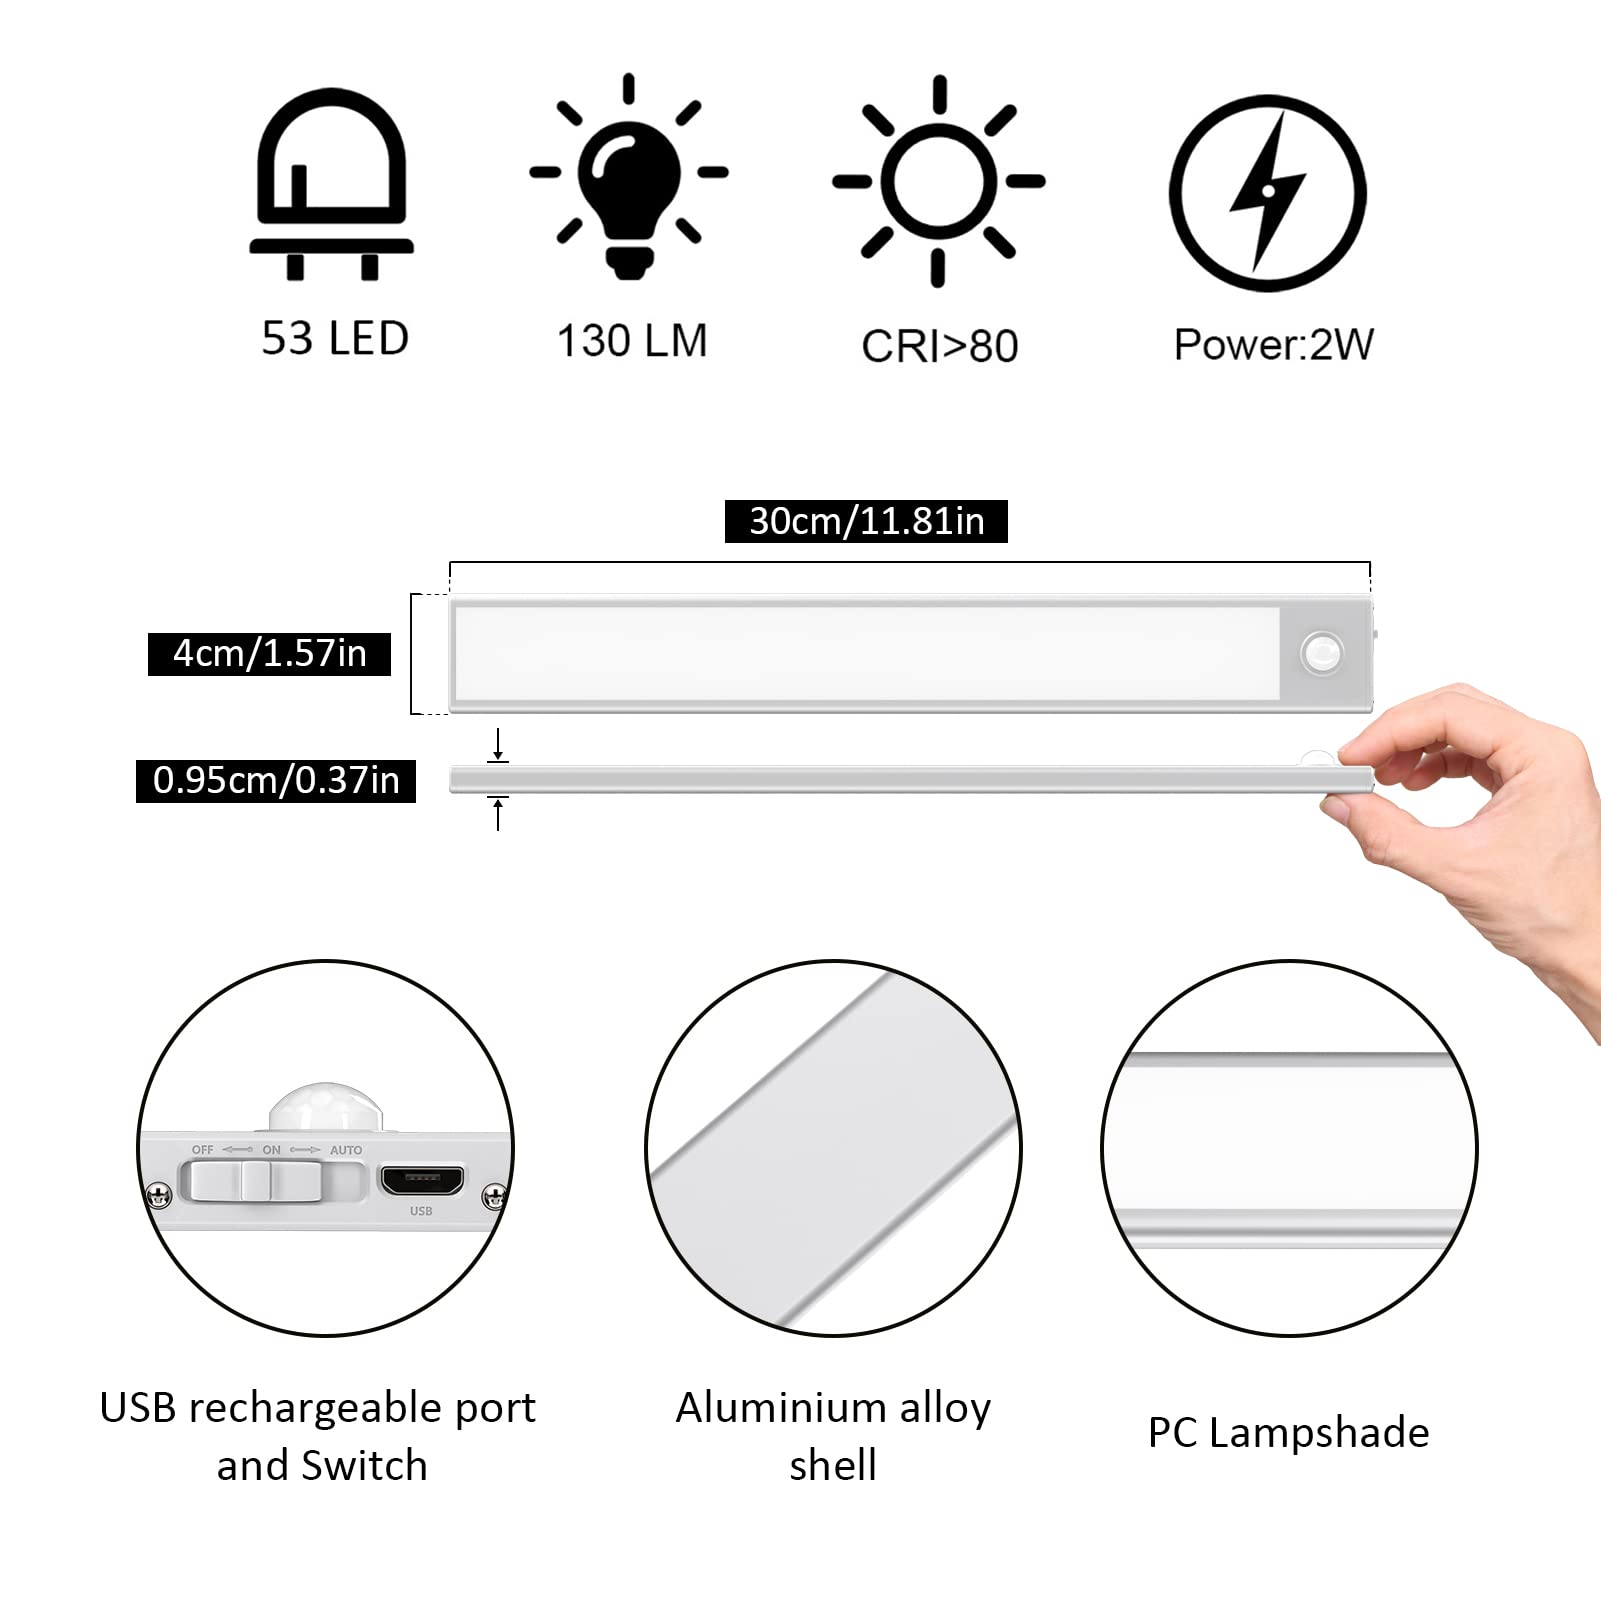 53 LED
130 LM
CRI>80
Power:2W
30cm/11.81in
4cm/1.57in
0.95cm/0.37in
OFF ON AUTO
USB
USB rechargeable port
and Switch
Aluminium alloy
shell
PC Lampshade